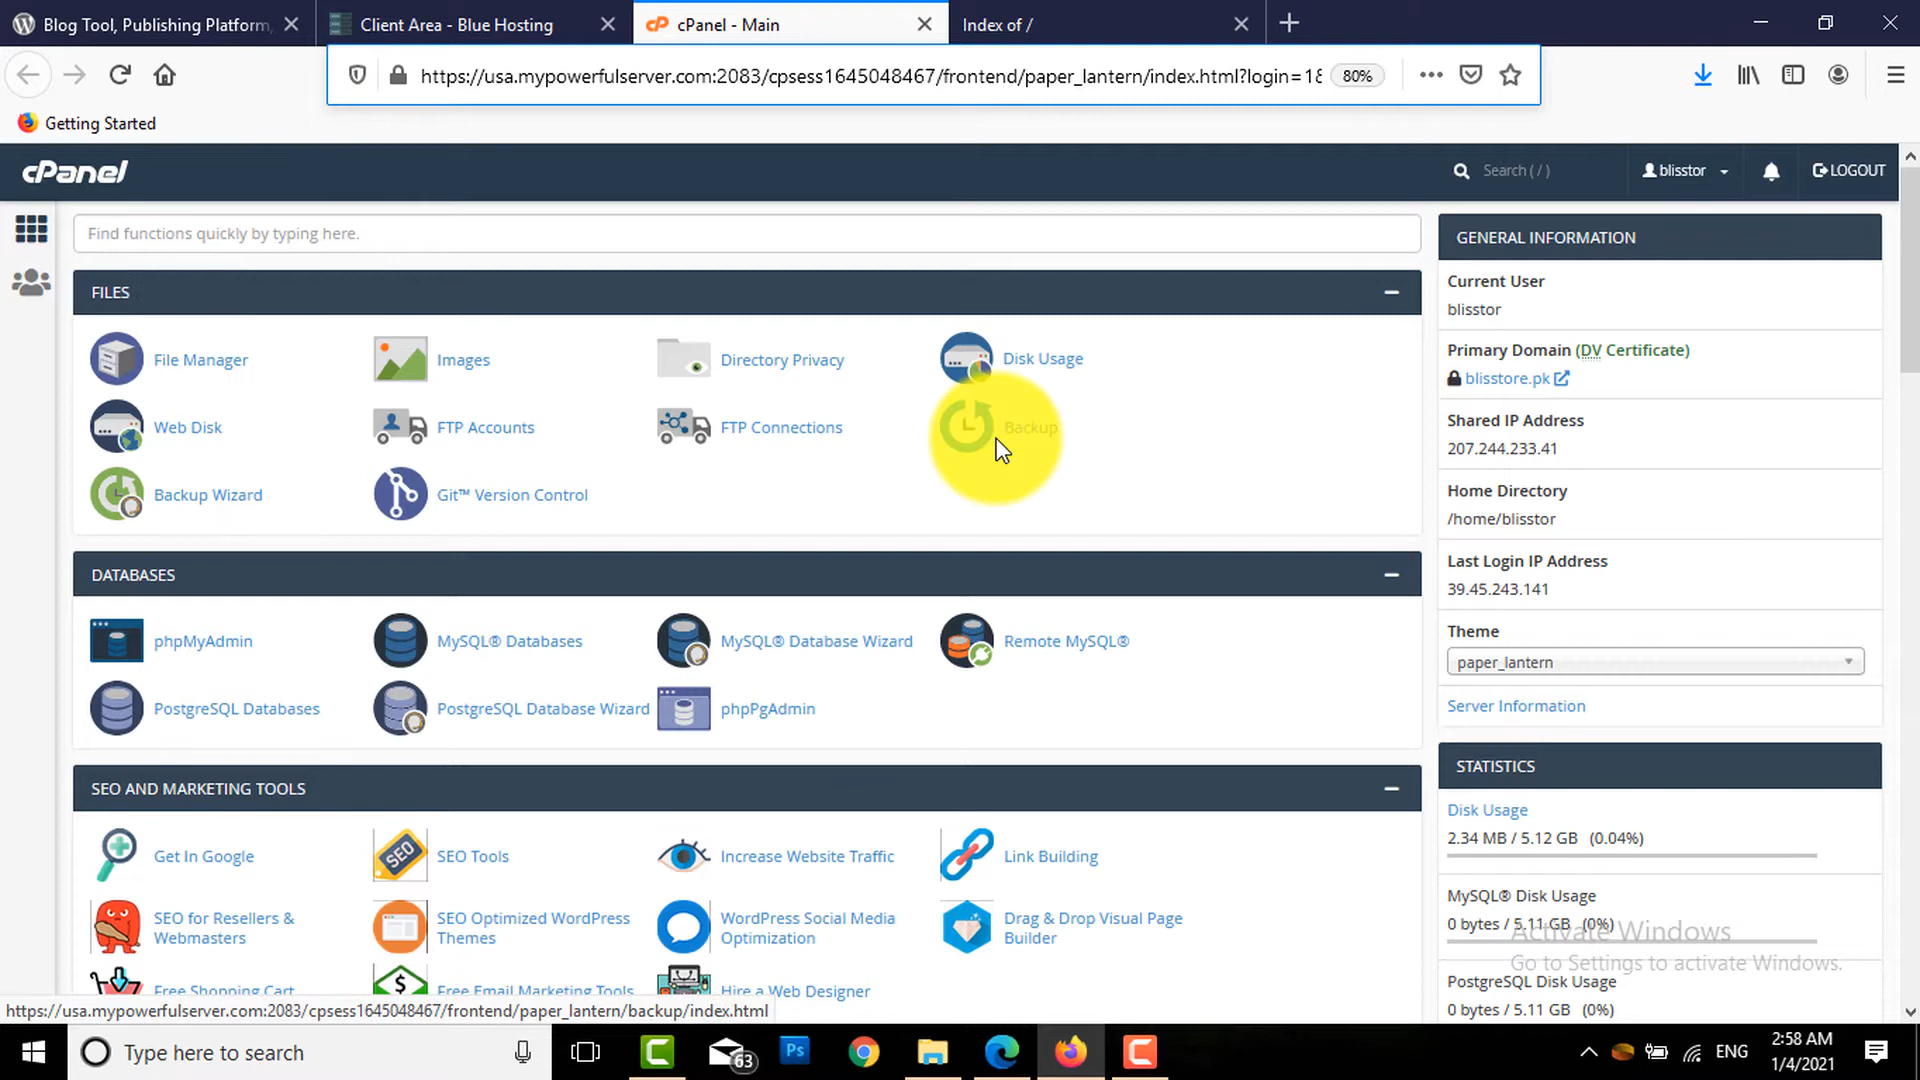 Blog Tool, Publishing Platform,
Client Area - Blue Hosting
cPanel - Main
Index of /
https://usa.mypowerfulserver.com:2083/cpsess1645048467/frontend/paper_lantern/index.html?login=1&
80%
Getting Started
cPanel
Search ( / )
blisstor
LOGOUT
Find functions quickly by typing here.
FILES
File Manager
Images
Directory Privacy
Disk Usage
Web Disk
FTP Accounts
FTP Connections
Backup
Backup Wizard
Git™ Version Control
DATABASES
phpMyAdmin
MySQL® Databases
MySQL® Database Wizard
Remote MySQL®
PostgreSQL Databases
PostgreSQL Database Wizard
phpPgAdmin
SEO AND MARKETING TOOLS
Get In Google
SEO Tools
Increase Website Traffic
Link Building
SEO for Resellers &
Webmasters
SEO Optimized WordPress
Themes
WordPress Social Media
Optimization
Drag & Drop Visual Page
Builder
Free Shopping Cart
Free Email Marketing Tools
Hire a Web Designer
GENERAL INFORMATION
Current User
blisstor
Primary Domain (DV Certificate)
blisstore.pk
Shared IP Address
207.244.233.41
Home Directory
/home/blisstor
Last Login IP Address
39.45.243.141
Theme
paper_lantern
Server Information
STATISTICS
Disk Usage
2.34 MB / 5.12 GB (0.04%)
MySQL® Disk Usage
0 bytes / 5.11 GB (0%)
Activate Windows
Go to Settings to activate Windows.
PostgreSQL Disk Usage
0 bytes / 5.11 GB (0%)
https://usa.mypowerfulserver.com:2083/cpsess1645048467/frontend/paper_lantern/backup/index.html
Type here to search
63
Ps
ENG
2:58 AM
1/4/2021